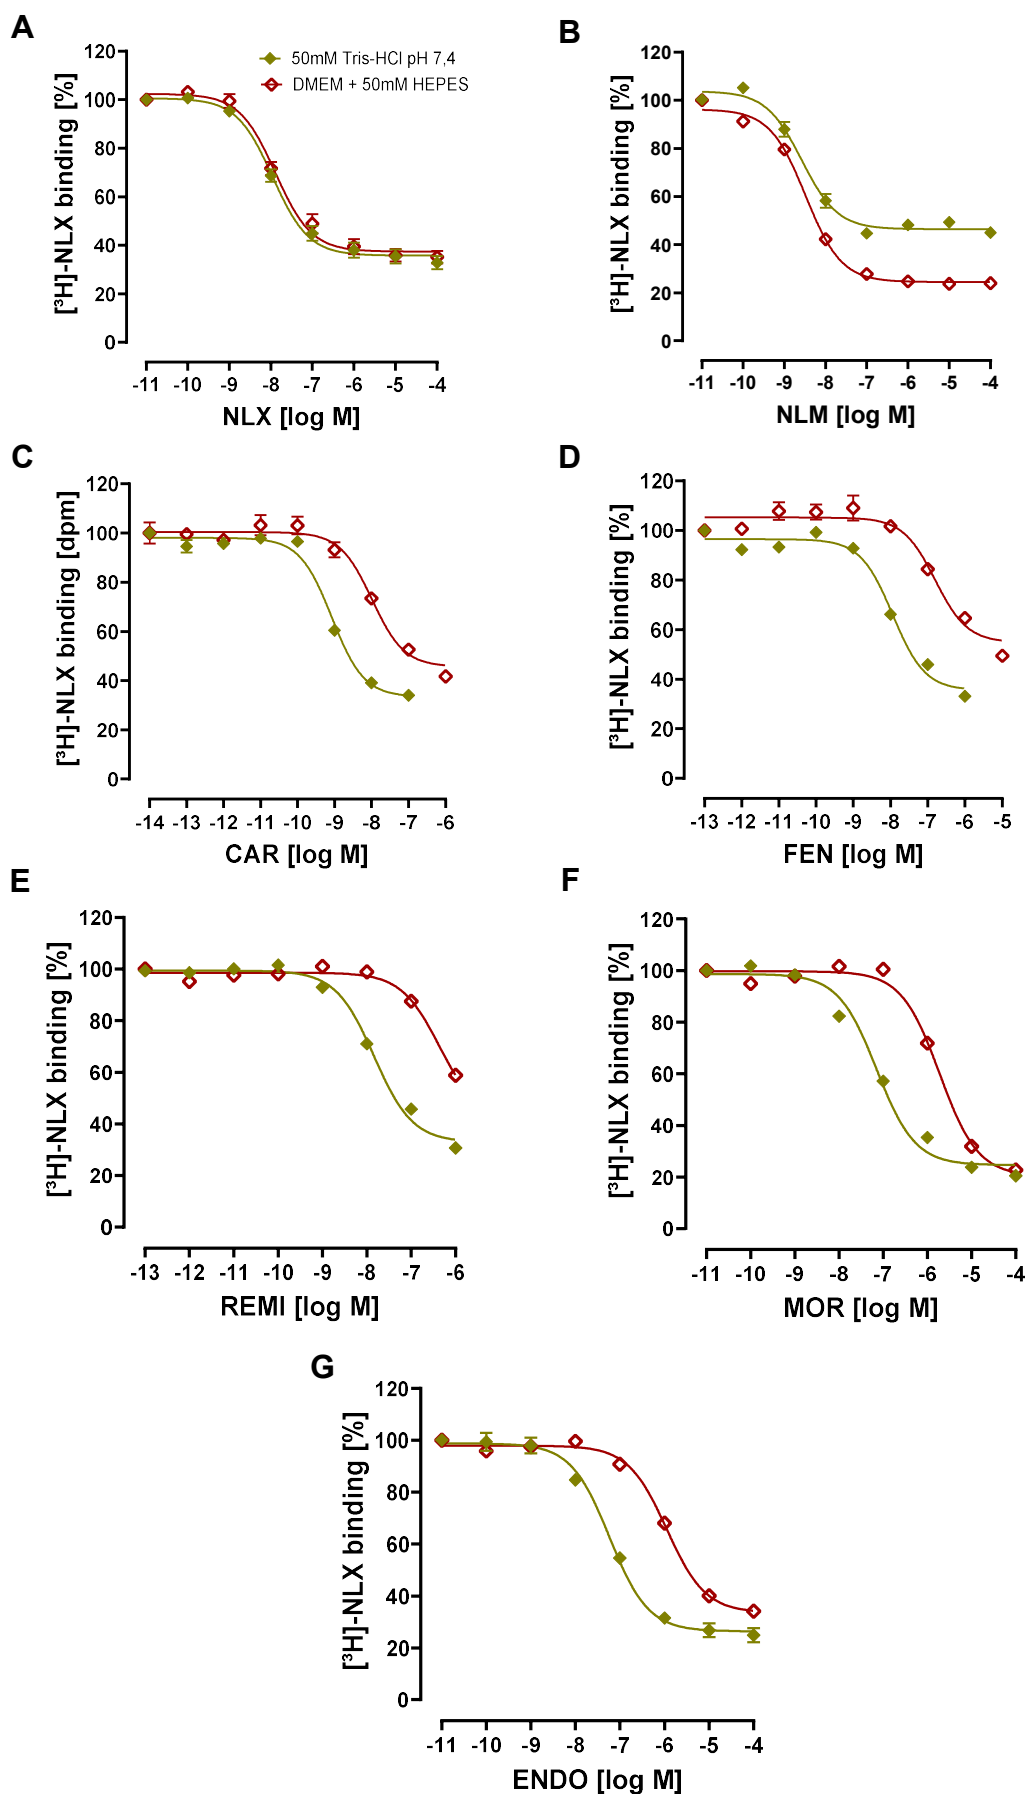 A
[³H]-NLX binding [%]
120
100
80
60
40
20
0
50mM Tris-HCl pH 7,4
DMEM + 50mM HEPES
-11 -10 -9 -8 -7 -6 -5 -4
NLX [log M]
B
[³H]-NLX binding [%]
120
100
80
60
40
20
0
-11 -10 -9 -8 -7 -6 -5 -4
NLM [log M]
C
[³H]-NLX binding [dpm]
120
100
80
60
40
20
0
-14 -13 -12 -11 -10 -9 -8 -7 -6
CAR [log M]
D
[³H]-NLX binding [%]
120
100
80
60
40
20
0
-13 -12 -11 -10 -9 -8 -7 -6 -5
FEN [log M]
E
[³H]-NLX binding [%]
120
100
80
60
40
20
0
-13 -12 -11 -10 -9 -8 -7 -6
REMI [log M]
F
[³H]-NLX binding [%]
120
100
80
60
40
20
0
-11 -10 -9 -8 -7 -6 -5 -4
MOR [log M]
G
[³H]-NLX binding [%]
120
100
80
60
40
20
0
-11 -10 -9 -8 -7 -6 -5 -4
ENDO [log M]